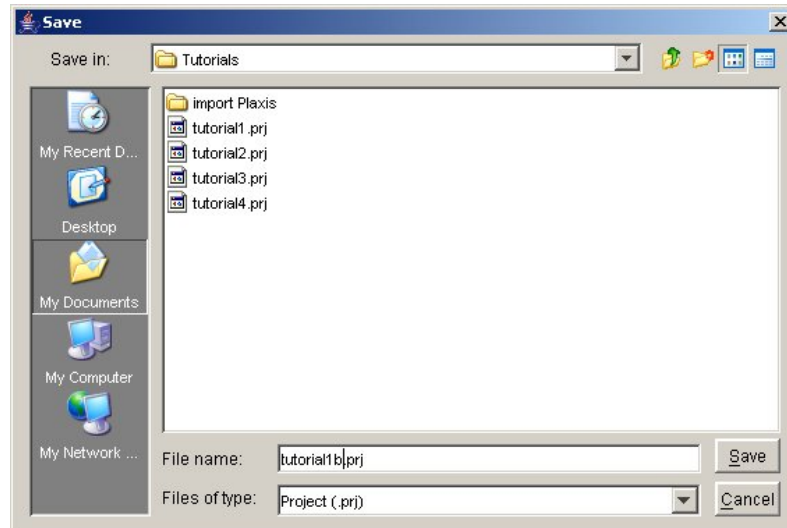 Save
Save in:
Tutorials
My Recent D...
Desktop
My Documents
My Computer
My Network ...
import Plaxis
tutorial1.prj
tutorial2.prj
tutorial3.prj
tutorial4.prj
File name:
tutorial1b.prj
Save
Files of type:
Project (.prj)
Cancel